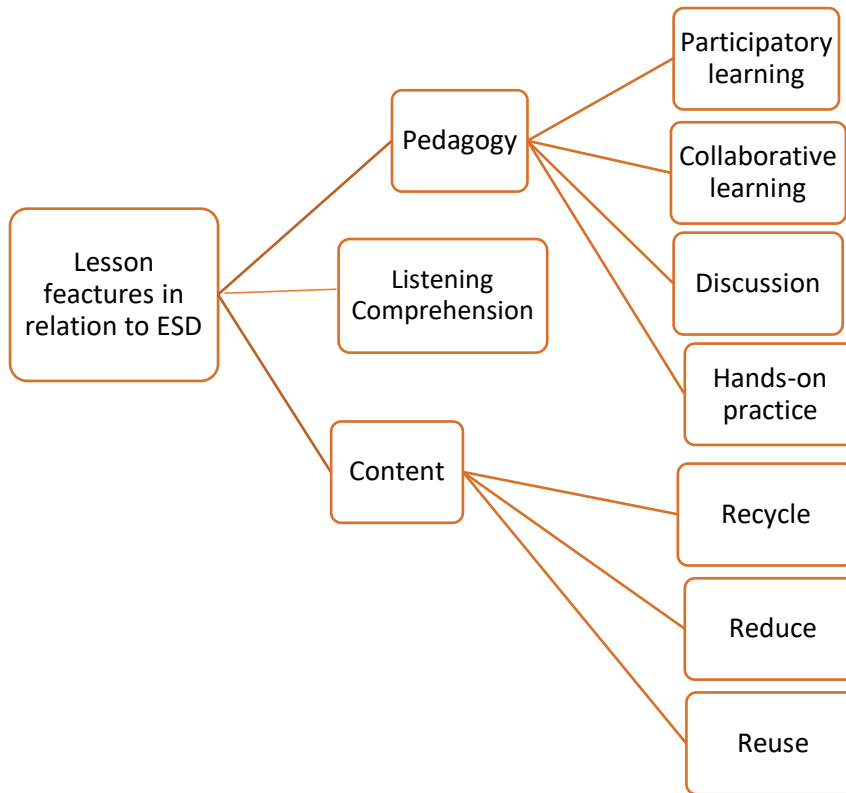 Lesson
feactures in
relation to ESD
Pedagogy
Listening
Comprehension
Content
Participatory
learning
Collaborative
learning
Discussion
Hands-on
practice
Recycle
Reduce
Reuse